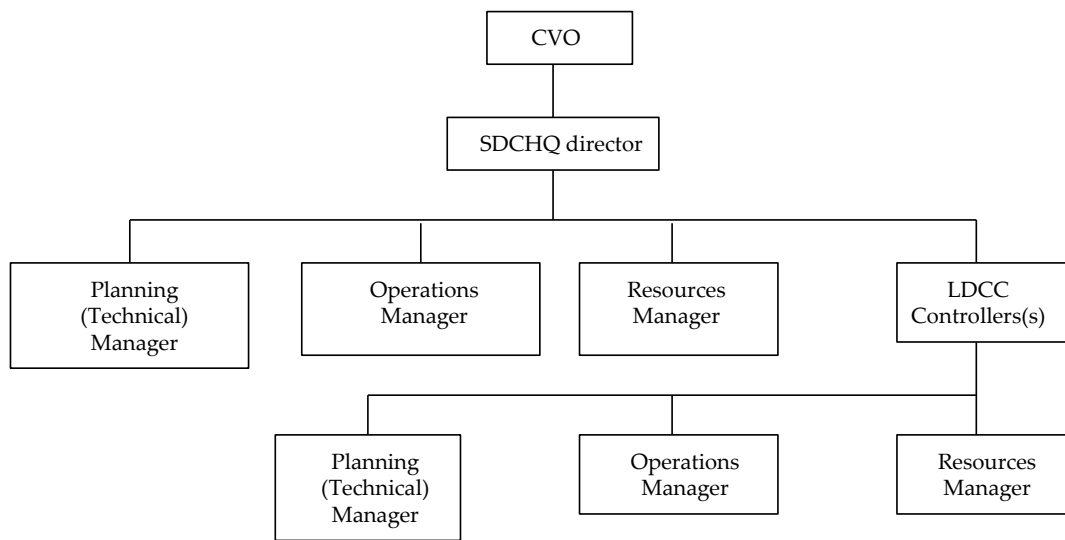 CVO
SDCHQ director
Planning
(Technical)
Manager
Operations
Manager
Resources
Manager
LDCC
Controllers(s)
Planning
(Technical)
Manager
Operations
Manager
Resources
Manager